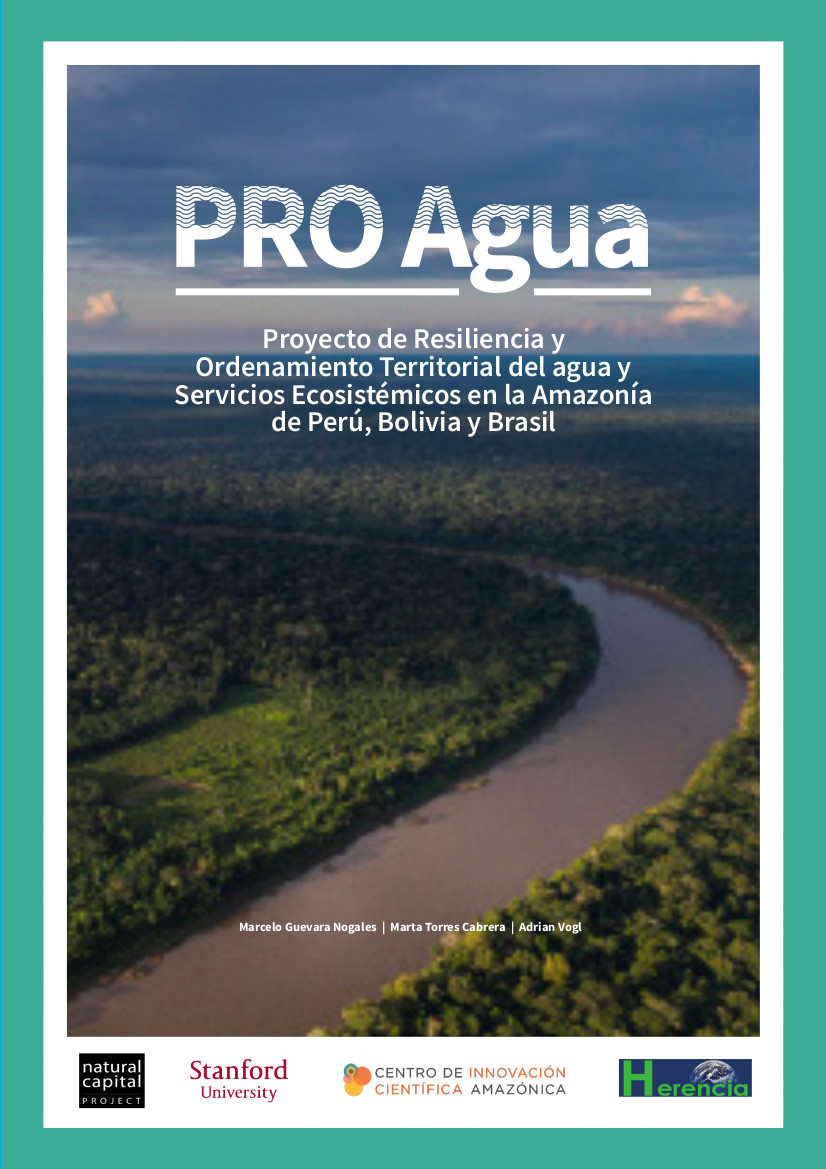 PRO Agua
Proyecto de Resiliencia y
Ordenamiento Territorial del agua y
Servicios Ecosistémicos en la Amazonía
de Perú, Bolivia y Brasil
Marcelo Guevara Nogales | Marta Torres Cabrera | Adrian Vogl
natural
capital
PROJECT
Stanford
University
CENTRO DE INNOVACIÓN
CIENTÍFICA AMAZÓNICA
Herencia